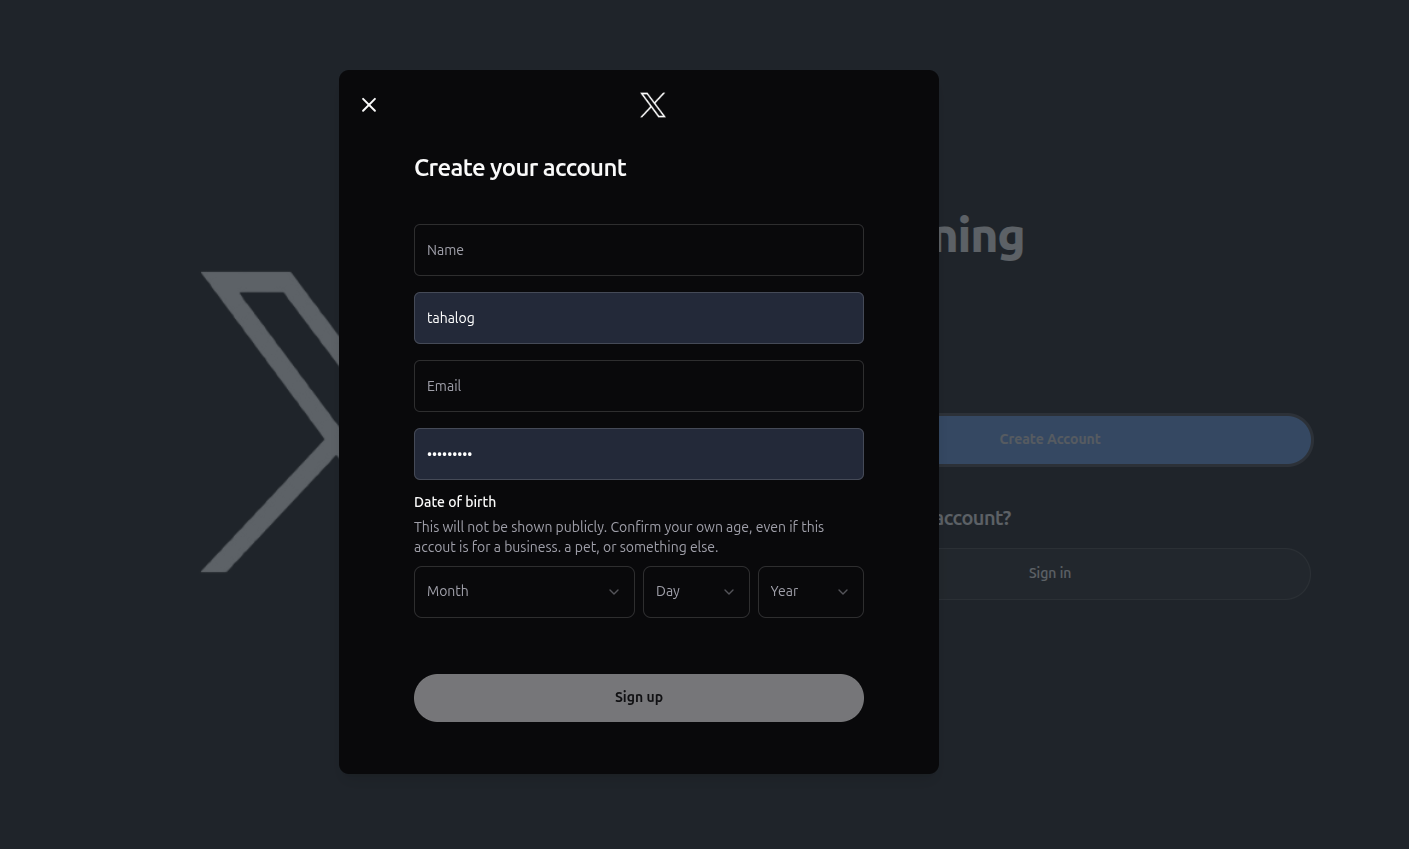 Create your account
Name
tahalog
Email
•••••••••
Date of birth
This will not be shown publicly. Confirm your own age, even if this
accout is for a business. a pet, or something else.
Month Day Year
Sign up
ning
Create Account
account?
Sign in